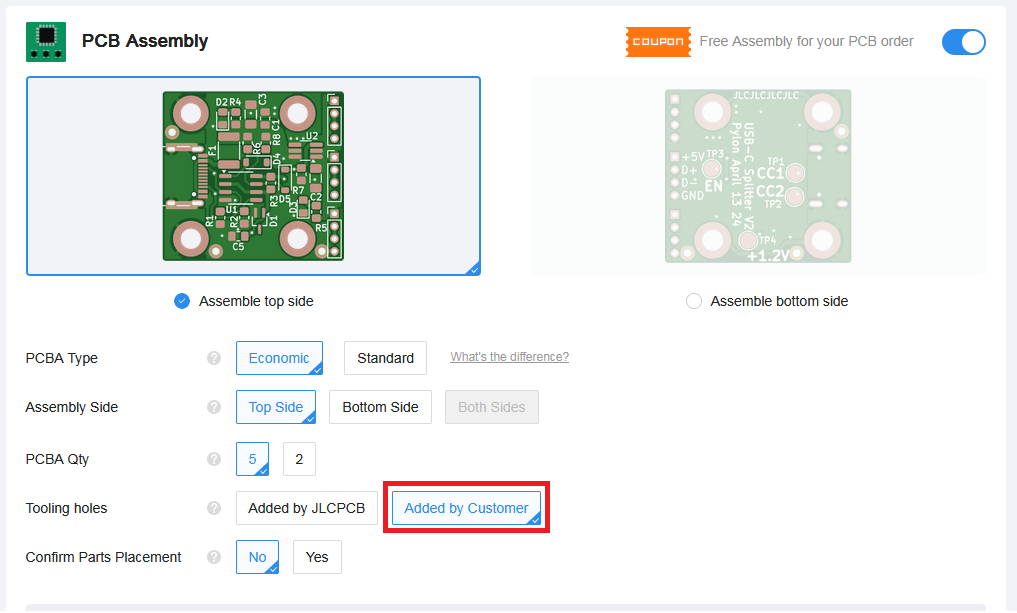 PCB Assembly
COUPON Free Assembly for your PCB order
D2 R4 C3
C1
R8
U2
F1
R6
D4
R7
D5
R3
C2
D3
U1
R1
R2
D1
R5
C5
JLCJLCJLCJLC
USB-C Splitter V2
Pylon April 13 24
+5V
D+
D-
GND
TP3
EN
TP1
CC1
CC2
TP2
TP4
+1.2V
Assemble top side
Assemble bottom side
PCBA Type ? Economic Standard What's the difference?
Assembly Side ? Top Side Bottom Side Both Sides
PCBA Qty ? 5 2
Tooling holes ? Added by JLCPCB Added by Customer
Confirm Parts Placement ? No Yes